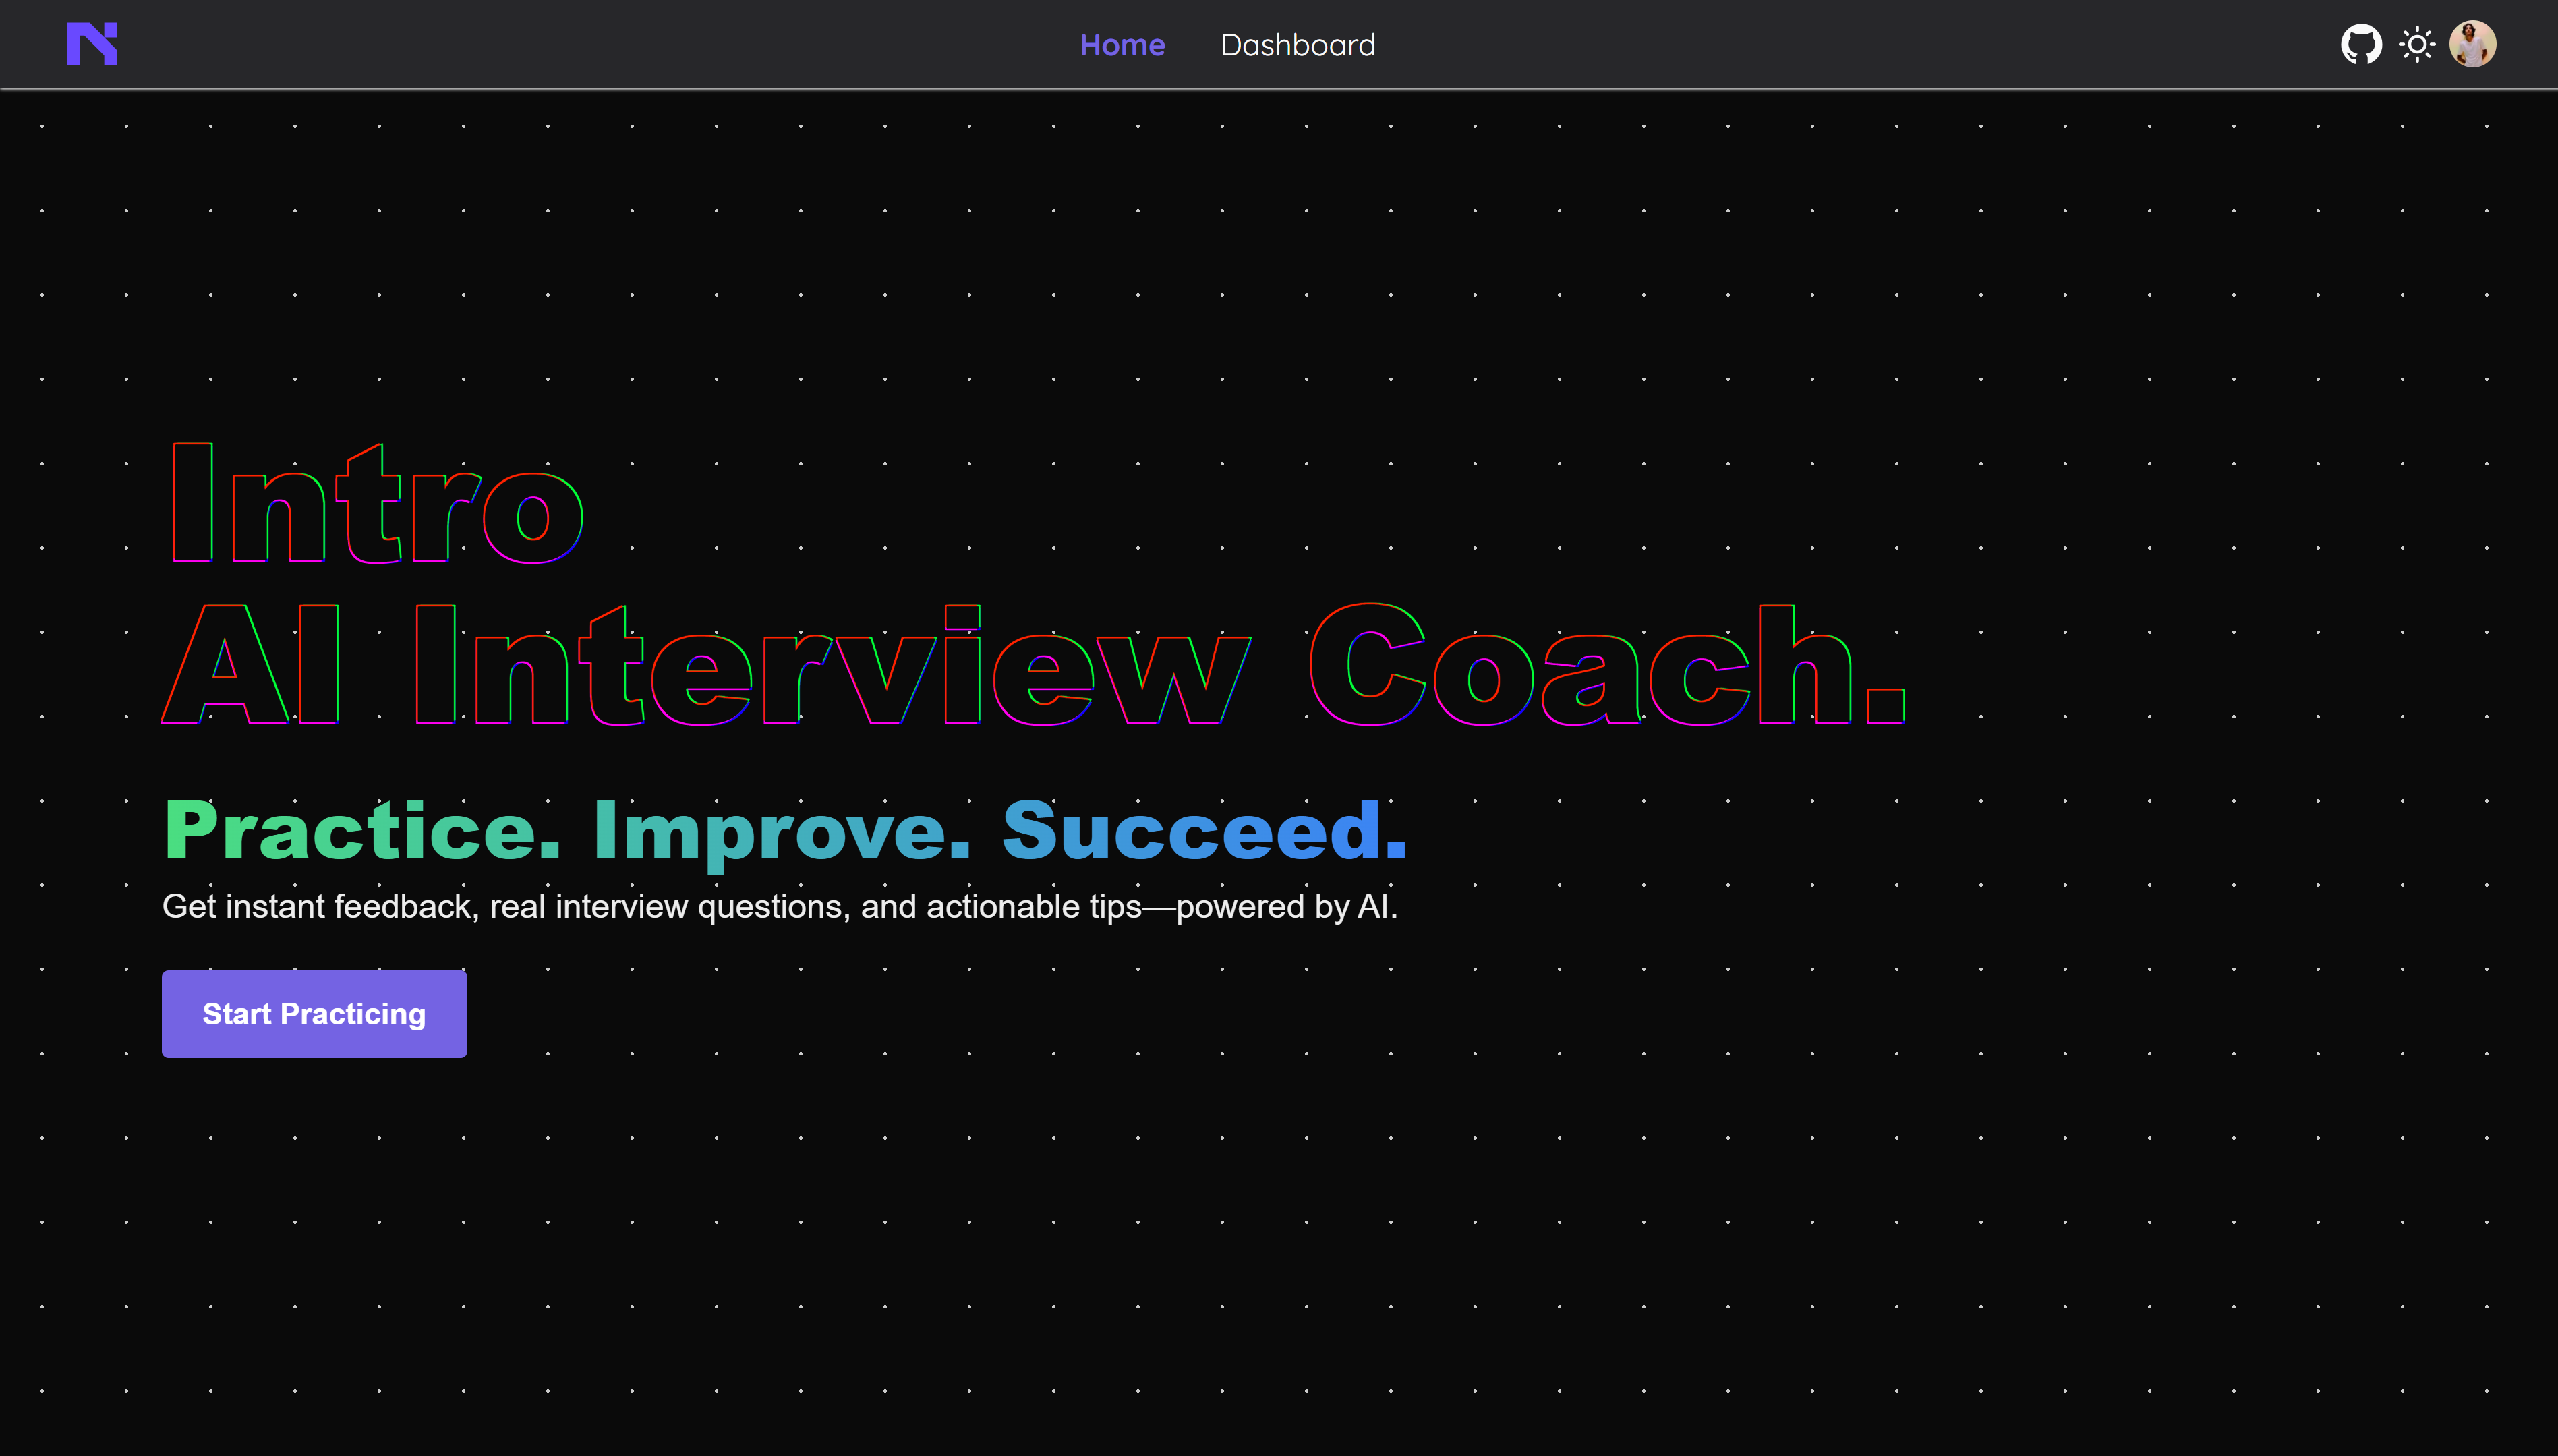 Home Dashboard
Intro
AI Interview Coach.
Practice. Improve. Succeed.
Get instant feedback, real interview questions, and actionable tips—powered by AI.
Start Practicing